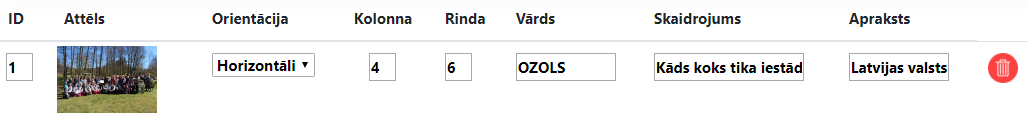 ID Attēls Orientācija Kolonna Rinda Vārds Skaidrojums Apraksts
1 Horizontāli 4 6 OZOLS Kāds koks tika iestād Latvijas valsts